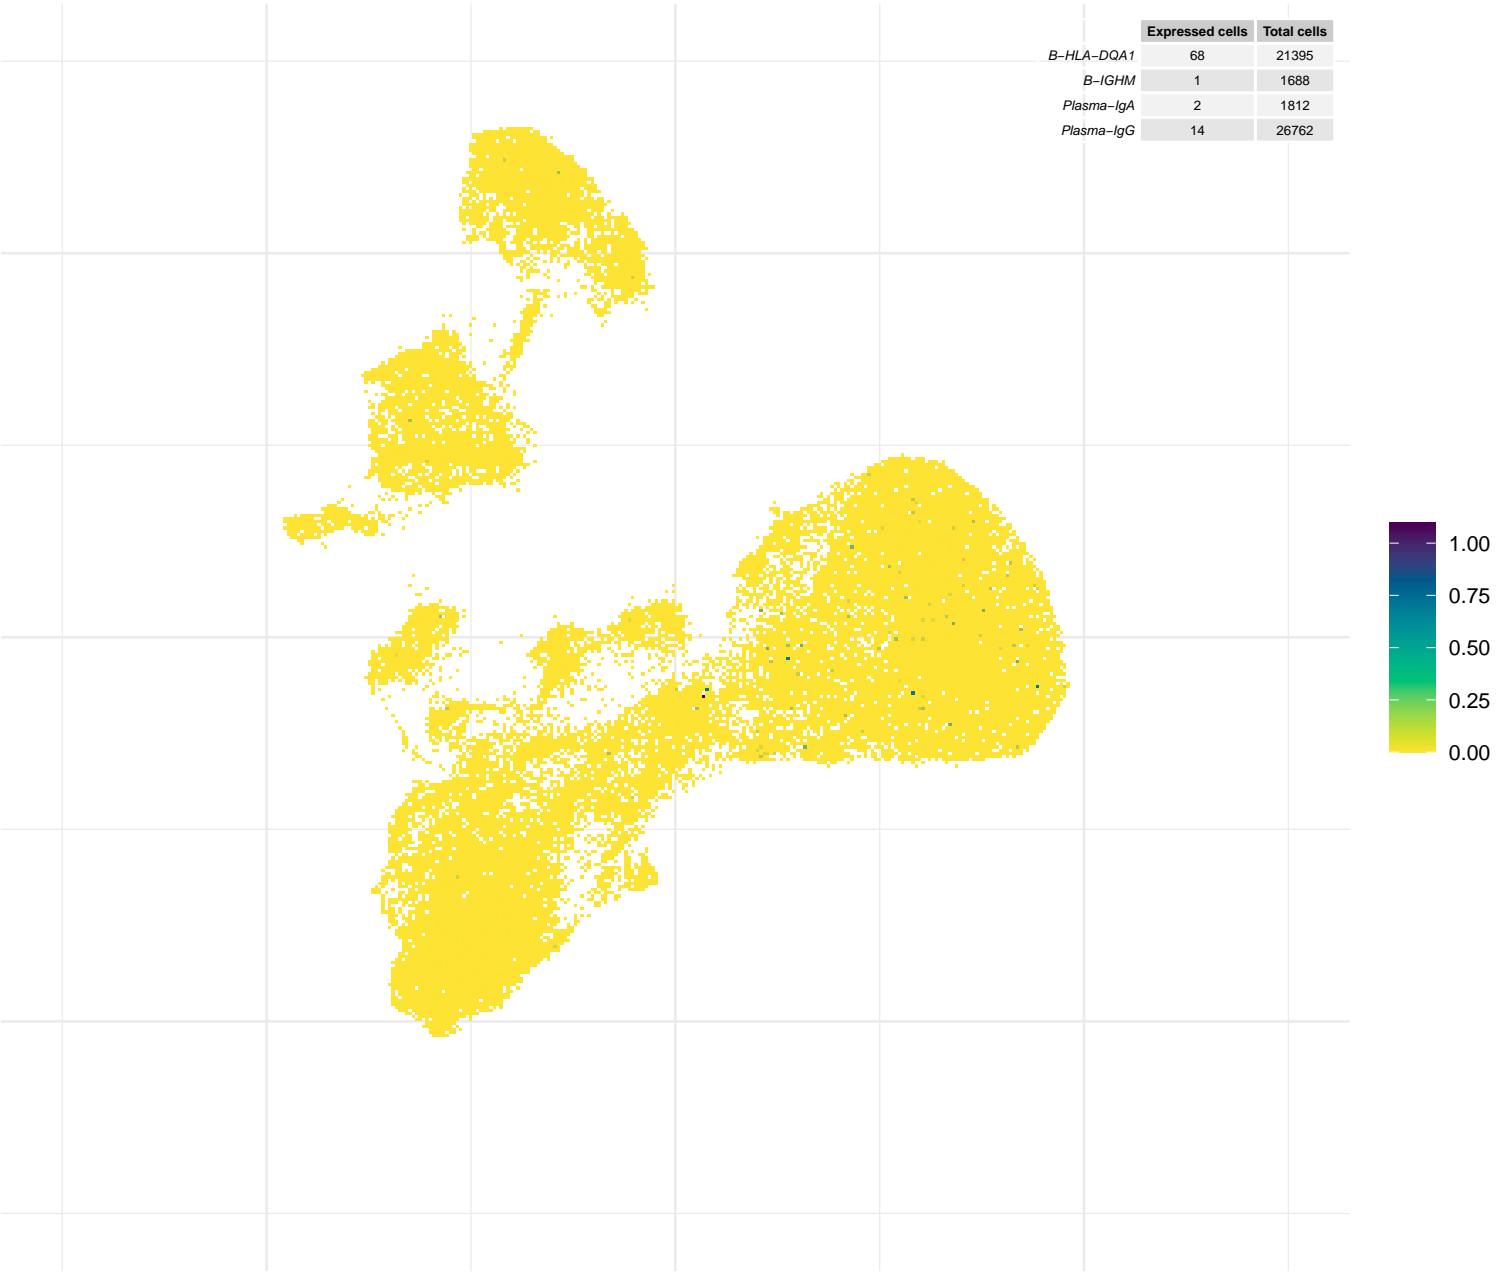 Expressed cells Total cells
B−HLA−DQA1 68 21395
B−IGHM 1 1688
Plasma−IgA 2 1812
Plasma−IgG 14 26762
1.00
0.75
0.50
0.25
0.00